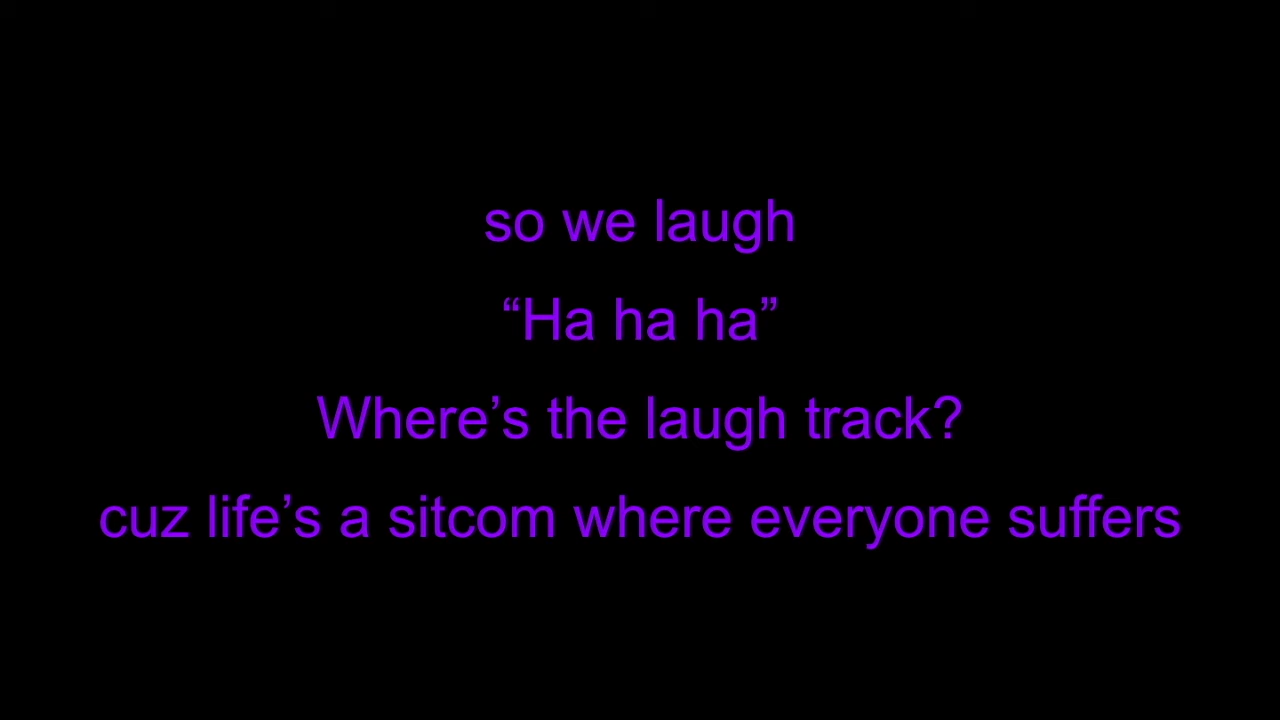 so we laugh
“Ha ha ha”
Where’s the laugh track?
cuz life’s a sitcom where everyone suffers